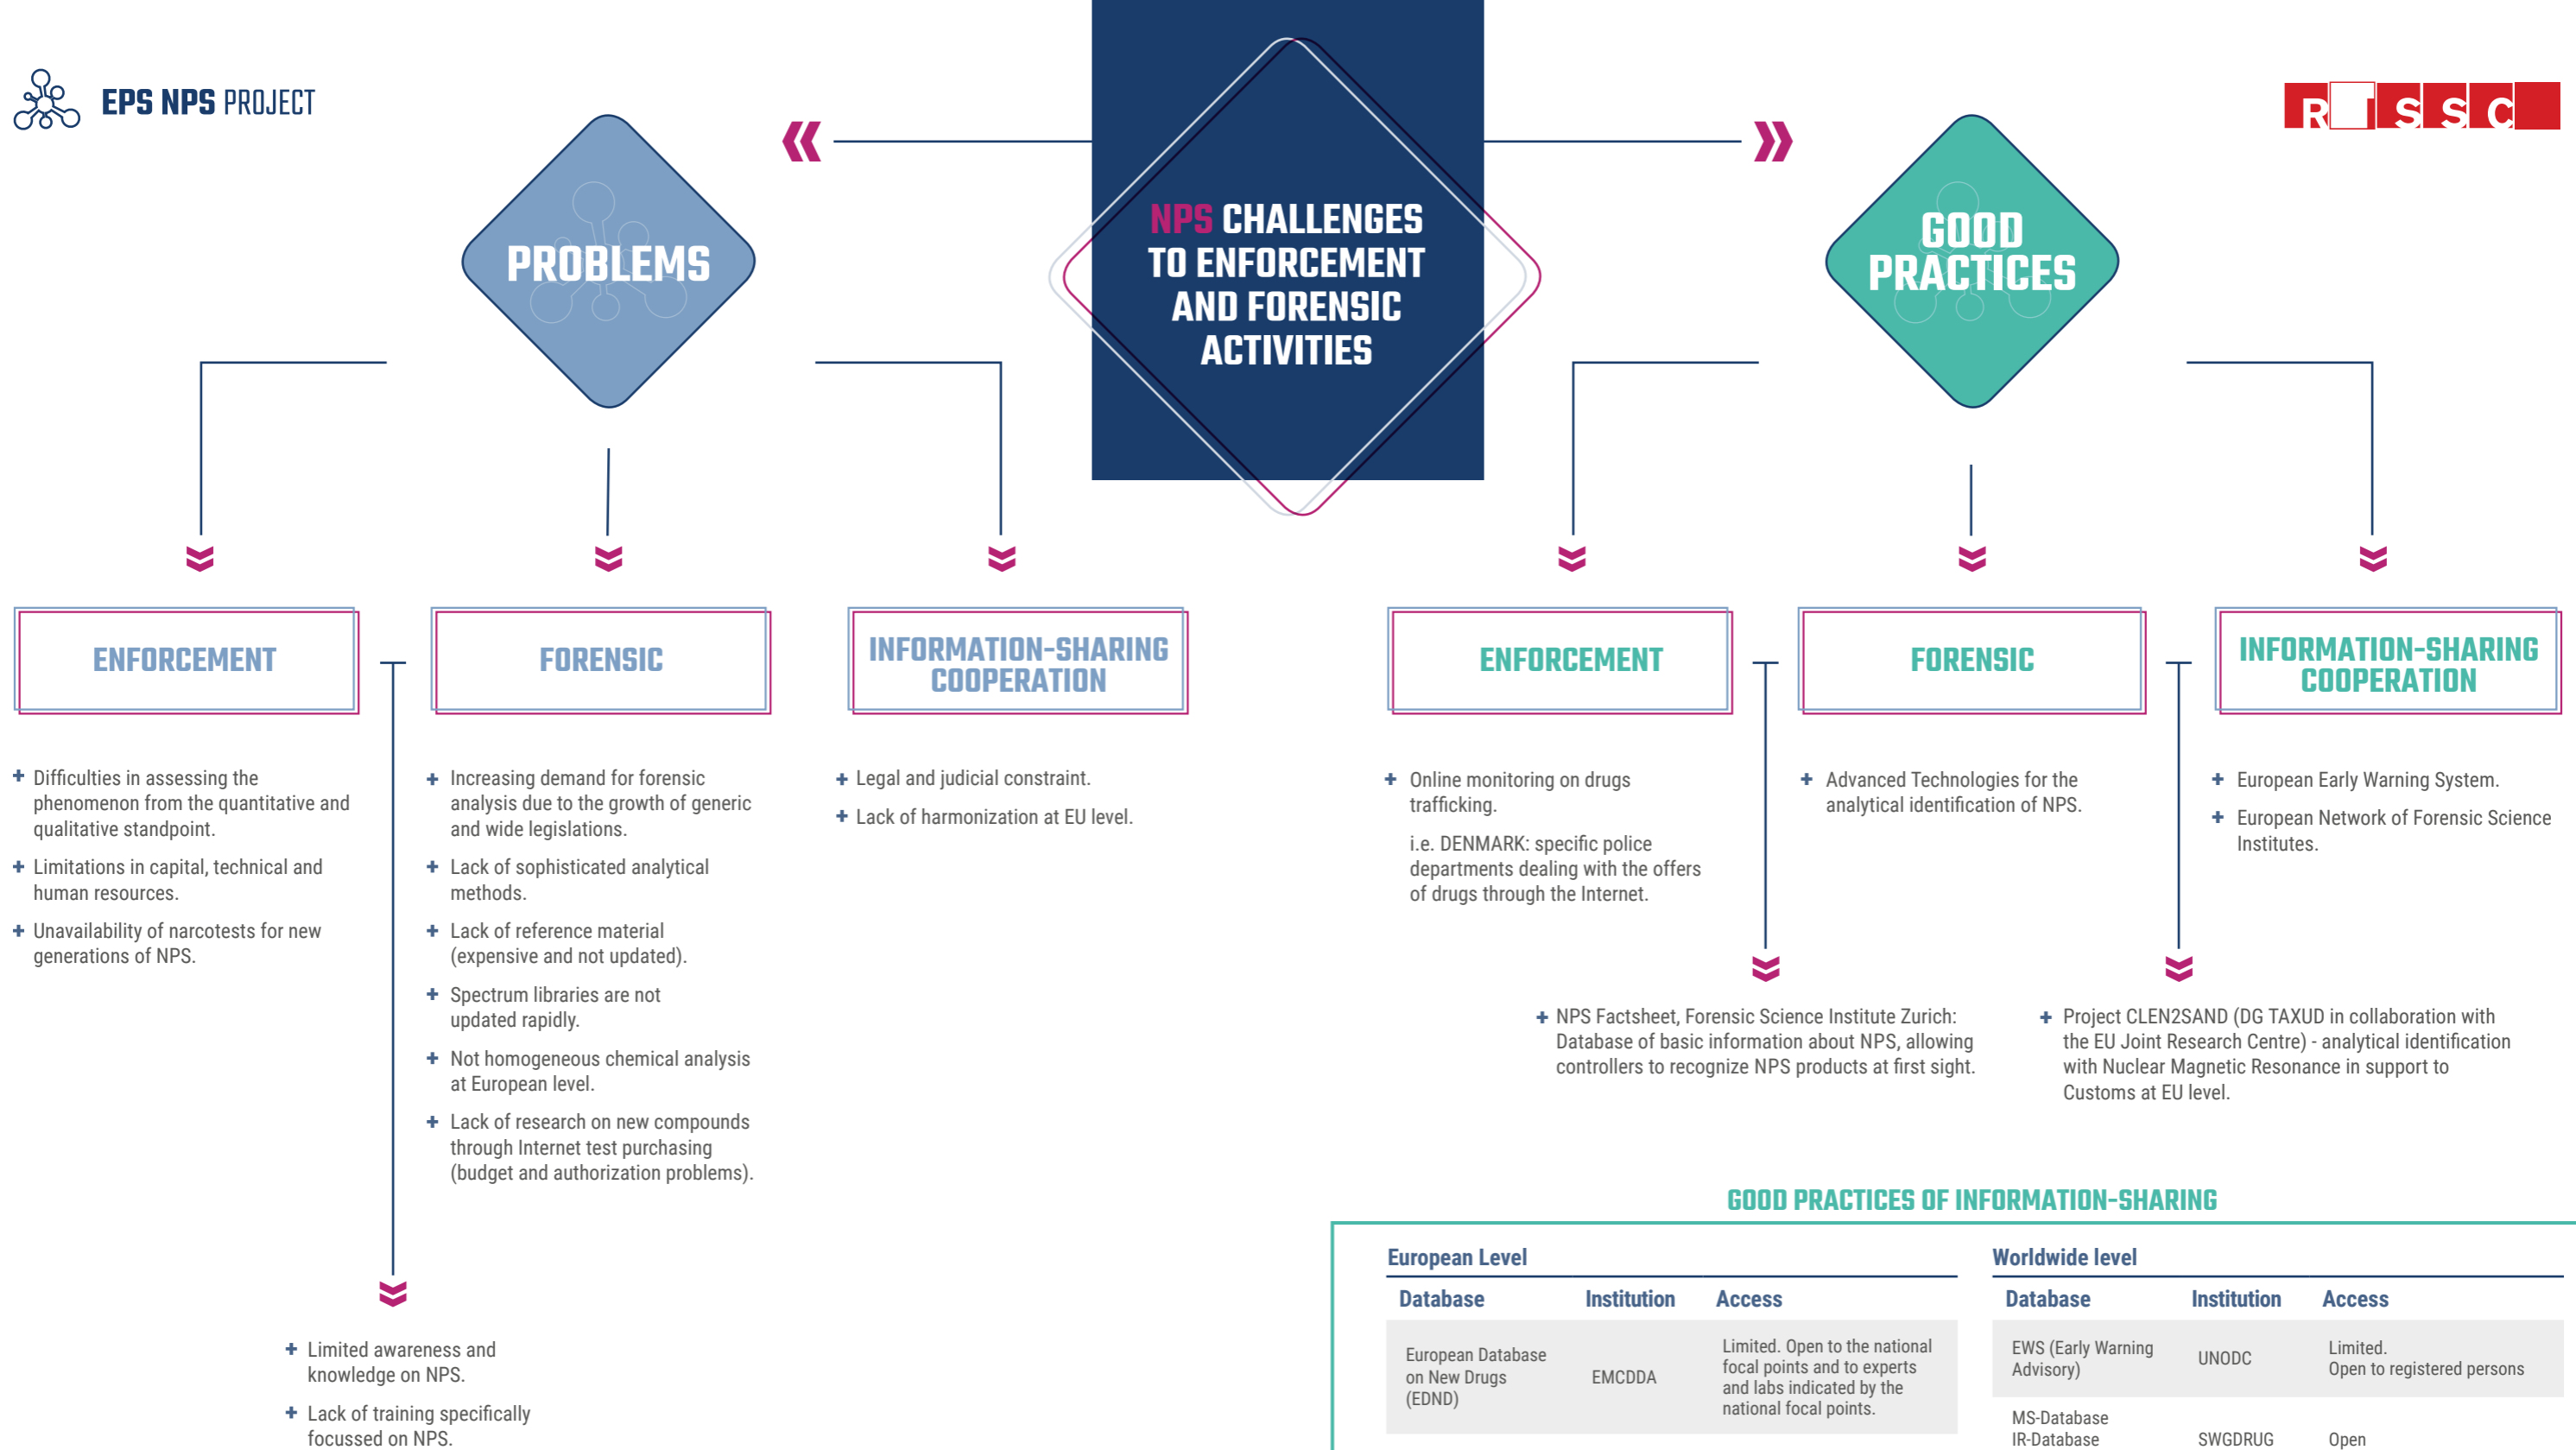 EPS NPS PROJECT
RISSC
NPS CHALLENGES
TO ENFORCEMENT
AND FORENSIC
ACTIVITIES
PROBLEMS
ENFORCEMENT
+ Difficulties in assessing the
phenomenon from the quantitative and
qualitative standpoint.
+ Limitations in capital, technical and
human resources.
+ Unavailability of narcotests for new
generations of NPS.
FORENSIC
+ Increasing demand for forensic
analysis due to the growth of generic
and wide legislations.
+ Lack of sophisticated analytical
methods.
+ Lack of reference material
(expensive and not updated).
+ Spectrum libraries are not
updated rapidly.
+ Not homogeneous chemical analysis
at European level.
+ Lack of research on new compounds
through Internet test purchasing
(budget and authorization problems).
INFORMATION-SHARING
COOPERATION
+ Legal and judicial constraint.
+ Lack of harmonization at EU level.
+ Limited awareness and
knowledge on NPS.
+ Lack of training specifically
focussed on NPS.
GOOD
PRACTICES
ENFORCEMENT
+ Online monitoring on drugs
trafficking.
i.e. DENMARK: specific police
departments dealing with the offers
of drugs through the Internet.
FORENSIC
+ Advanced Technologies for the
analytical identification of NPS.
INFORMATION-SHARING
COOPERATION
+ European Early Warning System.
+ European Network of Forensic Science
Institutes.
+ NPS Factsheet, Forensic Science Institute Zurich:
Database of basic information about NPS, allowing
controllers to recognize NPS products at first sight.
+ Project CLEN2SAND (DG TAXUD in collaboration with
the EU Joint Research Centre) - analytical identification
with Nuclear Magnetic Resonance in support to
Customs at EU level.
GOOD PRACTICES OF INFORMATION-SHARING
European Level
Database Institution Access
European Database
on New Drugs
(EDND)
EMCDDA
Limited. Open to the national
focal points and to experts
and labs indicated by the
national focal points.
Worldwide level
Database Institution Access
EWS (Early Warning
Advisory)
UNODC
Limited.
Open to registered persons
MS-Database
IR-Database
SWGDRUG
Open